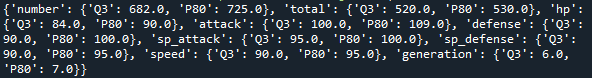 {'number': {'Q3': 682.0, 'P80': 725.0}, 'total': {'Q3': 520.0, 'P80': 530.0}, 'hp':
{'Q3': 84.0, 'P80': 90.0}, 'attack': {'Q3': 100.0, 'P80': 109.0}, 'defense': {'Q3':
90.0, 'P80': 100.0}, 'sp_attack': {'Q3': 95.0, 'P80': 100.0}, 'sp_defense': {'Q3':
90.0, 'P80': 95.0}, 'speed': {'Q3': 90.0, 'P80': 95.0}, 'generation': {'Q3': 6.0,
'P80': 7.0}}